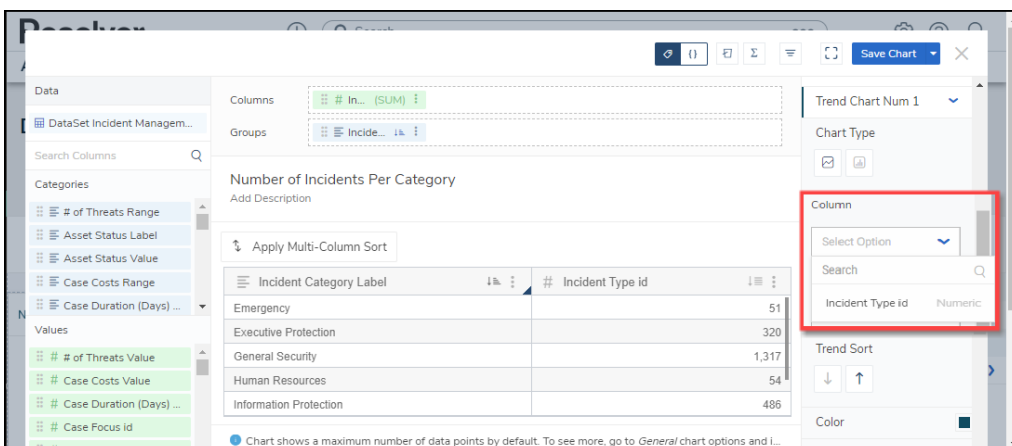 Resolver
Search
Σ
Save Chart
Data
DataSet Incident Managem...
Search Columns
Categories
# of Threats Range
Asset Status Label
Asset Status Value
Case Costs Range
Case Duration (Days) ...
Values
# # of Threats Value
# Case Costs Value
# Case Duration (Days) ...
# Case Focus id
Columns
# In... (SUM)
Groups
Incide...
Number of Incidents Per Category
Add Description
Apply Multi-Column Sort
Incident Category Label # Incident Type id
Emergency 51
Executive Protection 320
General Security 1,317
Human Resources 54
Information Protection 486
Chart shows a maximum number of data points by default. To see more, go to General chart options and i...
Trend Chart Num 1
Chart Type
Column
Select Option
Search
Incident Type id Numeric
Trend Sort
Color